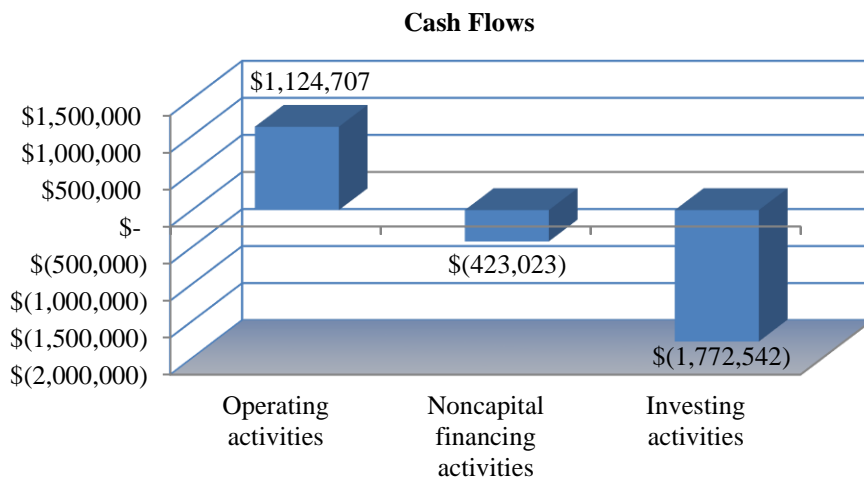 Cash Flows
$1,124,707
$1,500,000
$1,000,000
$500,000
$-
$(500,000)
$(423,023)
$(1,000,000)
$(1,500,000)
$(1,772,542)
$(2,000,000)
Operating
activities
Noncapital
financing
activities
Investing
activities